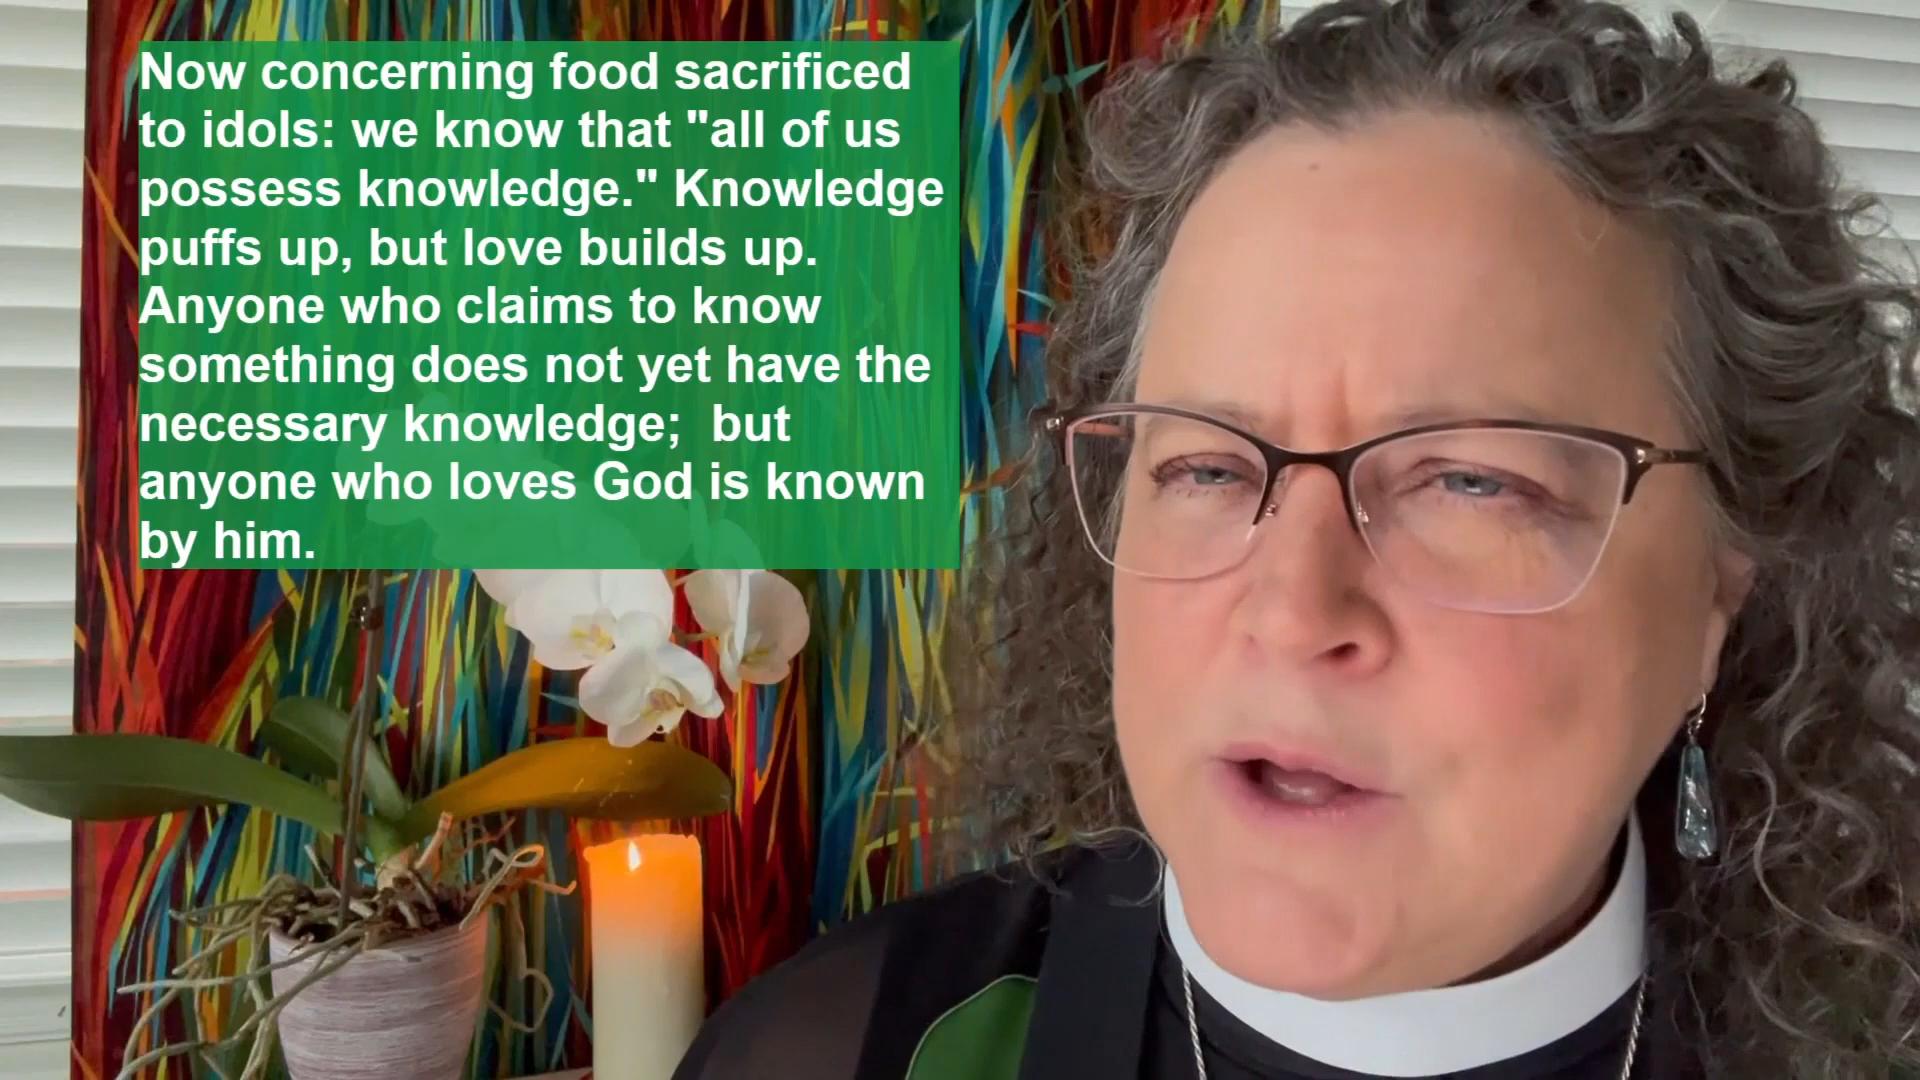 Now concerning food sacrificed
to idols: we know that "all of us
possess knowledge." Knowledge
puffs up, but love builds up.
Anyone who claims to know
something does not yet have the
necessary knowledge;  but
anyone who loves God is known
by him.